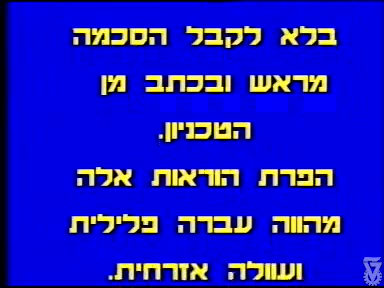 בלא לקבל הסכמה
מראש ובכתב מן
הטכניון.
הפרת הוראות אלה
מהווה עברה פלילית
ועוולה אזרחית.